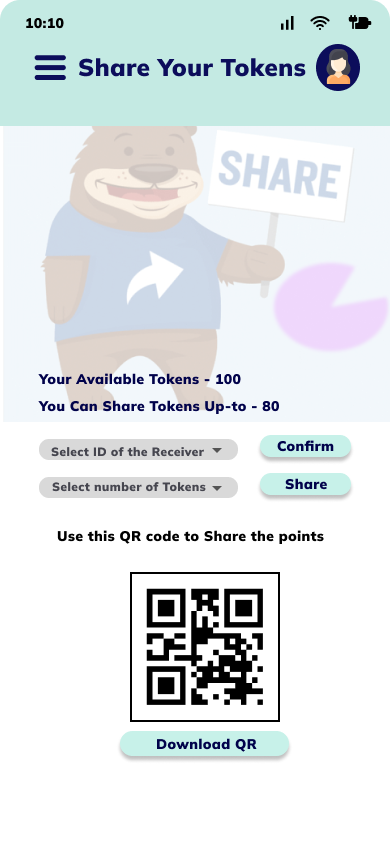 10:10
Share Your Tokens
SHARE
Your Available Tokens - 100
You Can Share Tokens Up-to - 80
Select ID of the Receiver
Confirm
Select number of Tokens
Share
Use this QR code to Share the points
Download QR